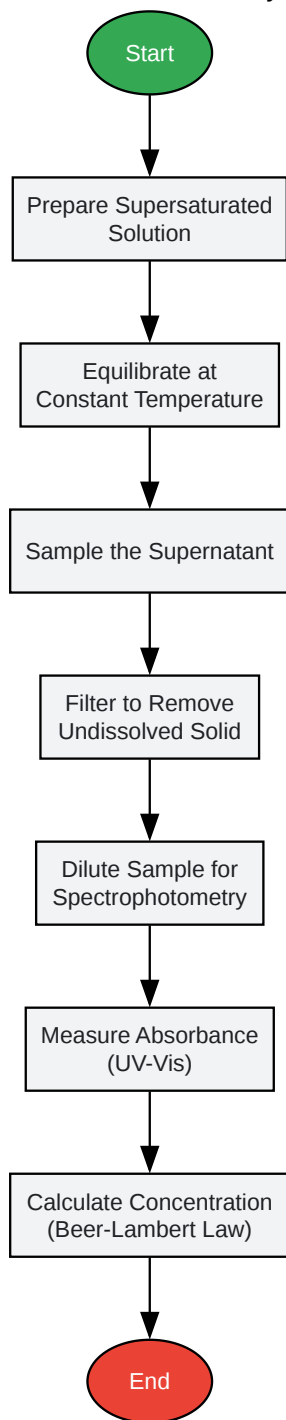 Start
Prepare Supersaturated
Solution
Equilibrate at
Constant Temperature
Sample the Supernatant
Filter to Remove
Undissolved Solid
Dilute Sample for
Spectrophotometry
Measure Absorbance
(UV-Vis)
Calculate Concentration
(Beer-Lambert Law)
End